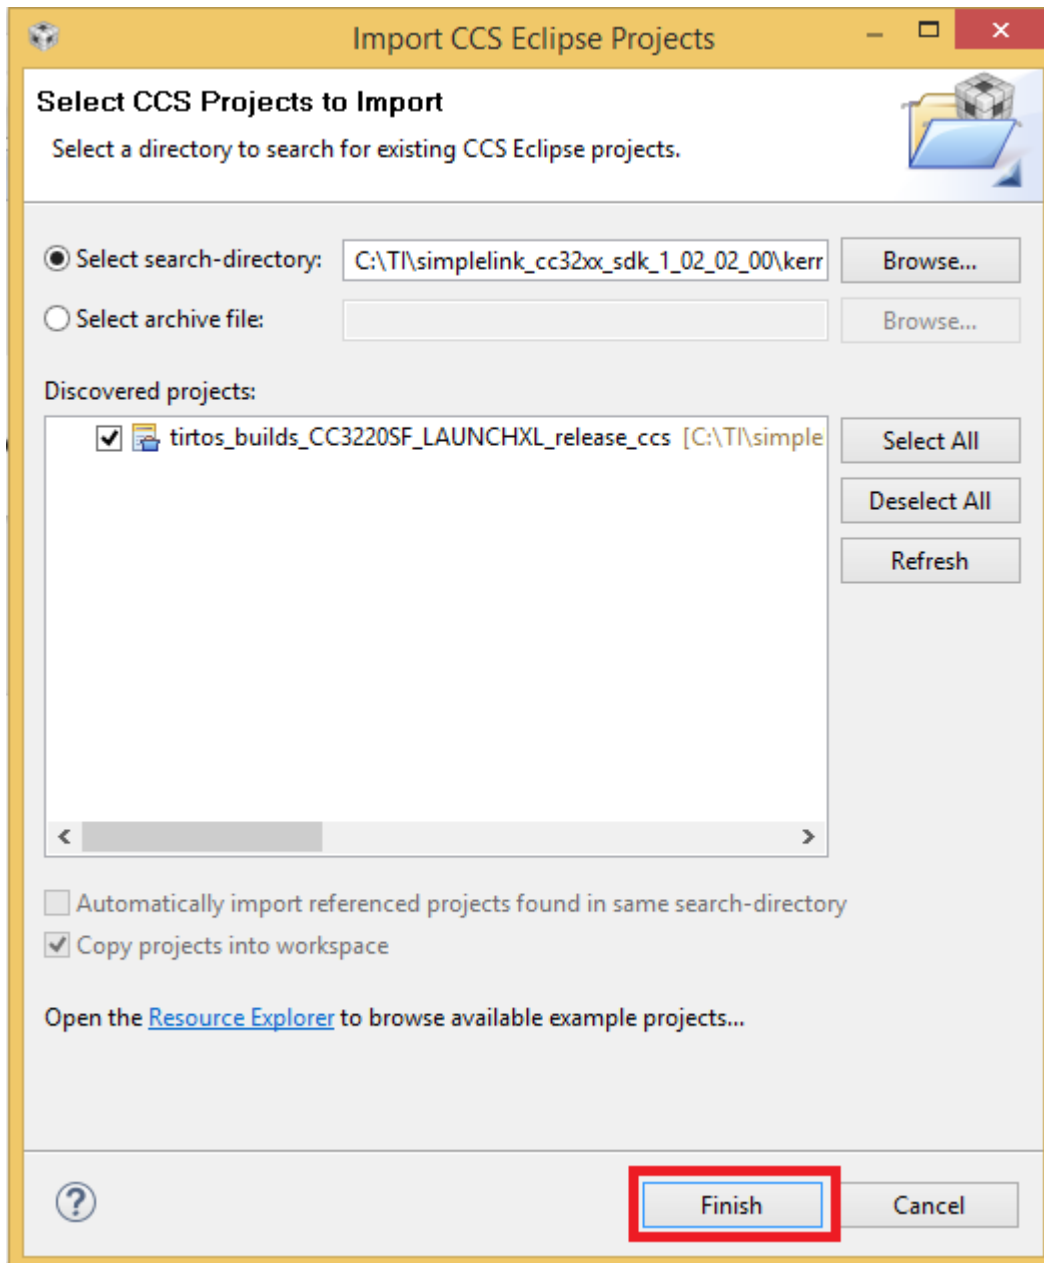 Import CCS Eclipse Projects
Select CCS Projects to Import
Select a directory to search for existing CCS Eclipse projects.
Select search-directory: C:\TI\simplelink_cc32xx_sdk_1_02_02_00\kerr Browse...
Select archive file: Browse...
Discovered projects:
tirtos_builds_CC3220SF_LAUNCHXL_release_ccs [C:\TI\simple Select All
Deselect All
Refresh
Automatically import referenced projects found in same search-directory
Copy projects into workspace
Open the Resource Explorer to browse available example projects...
? Finish Cancel